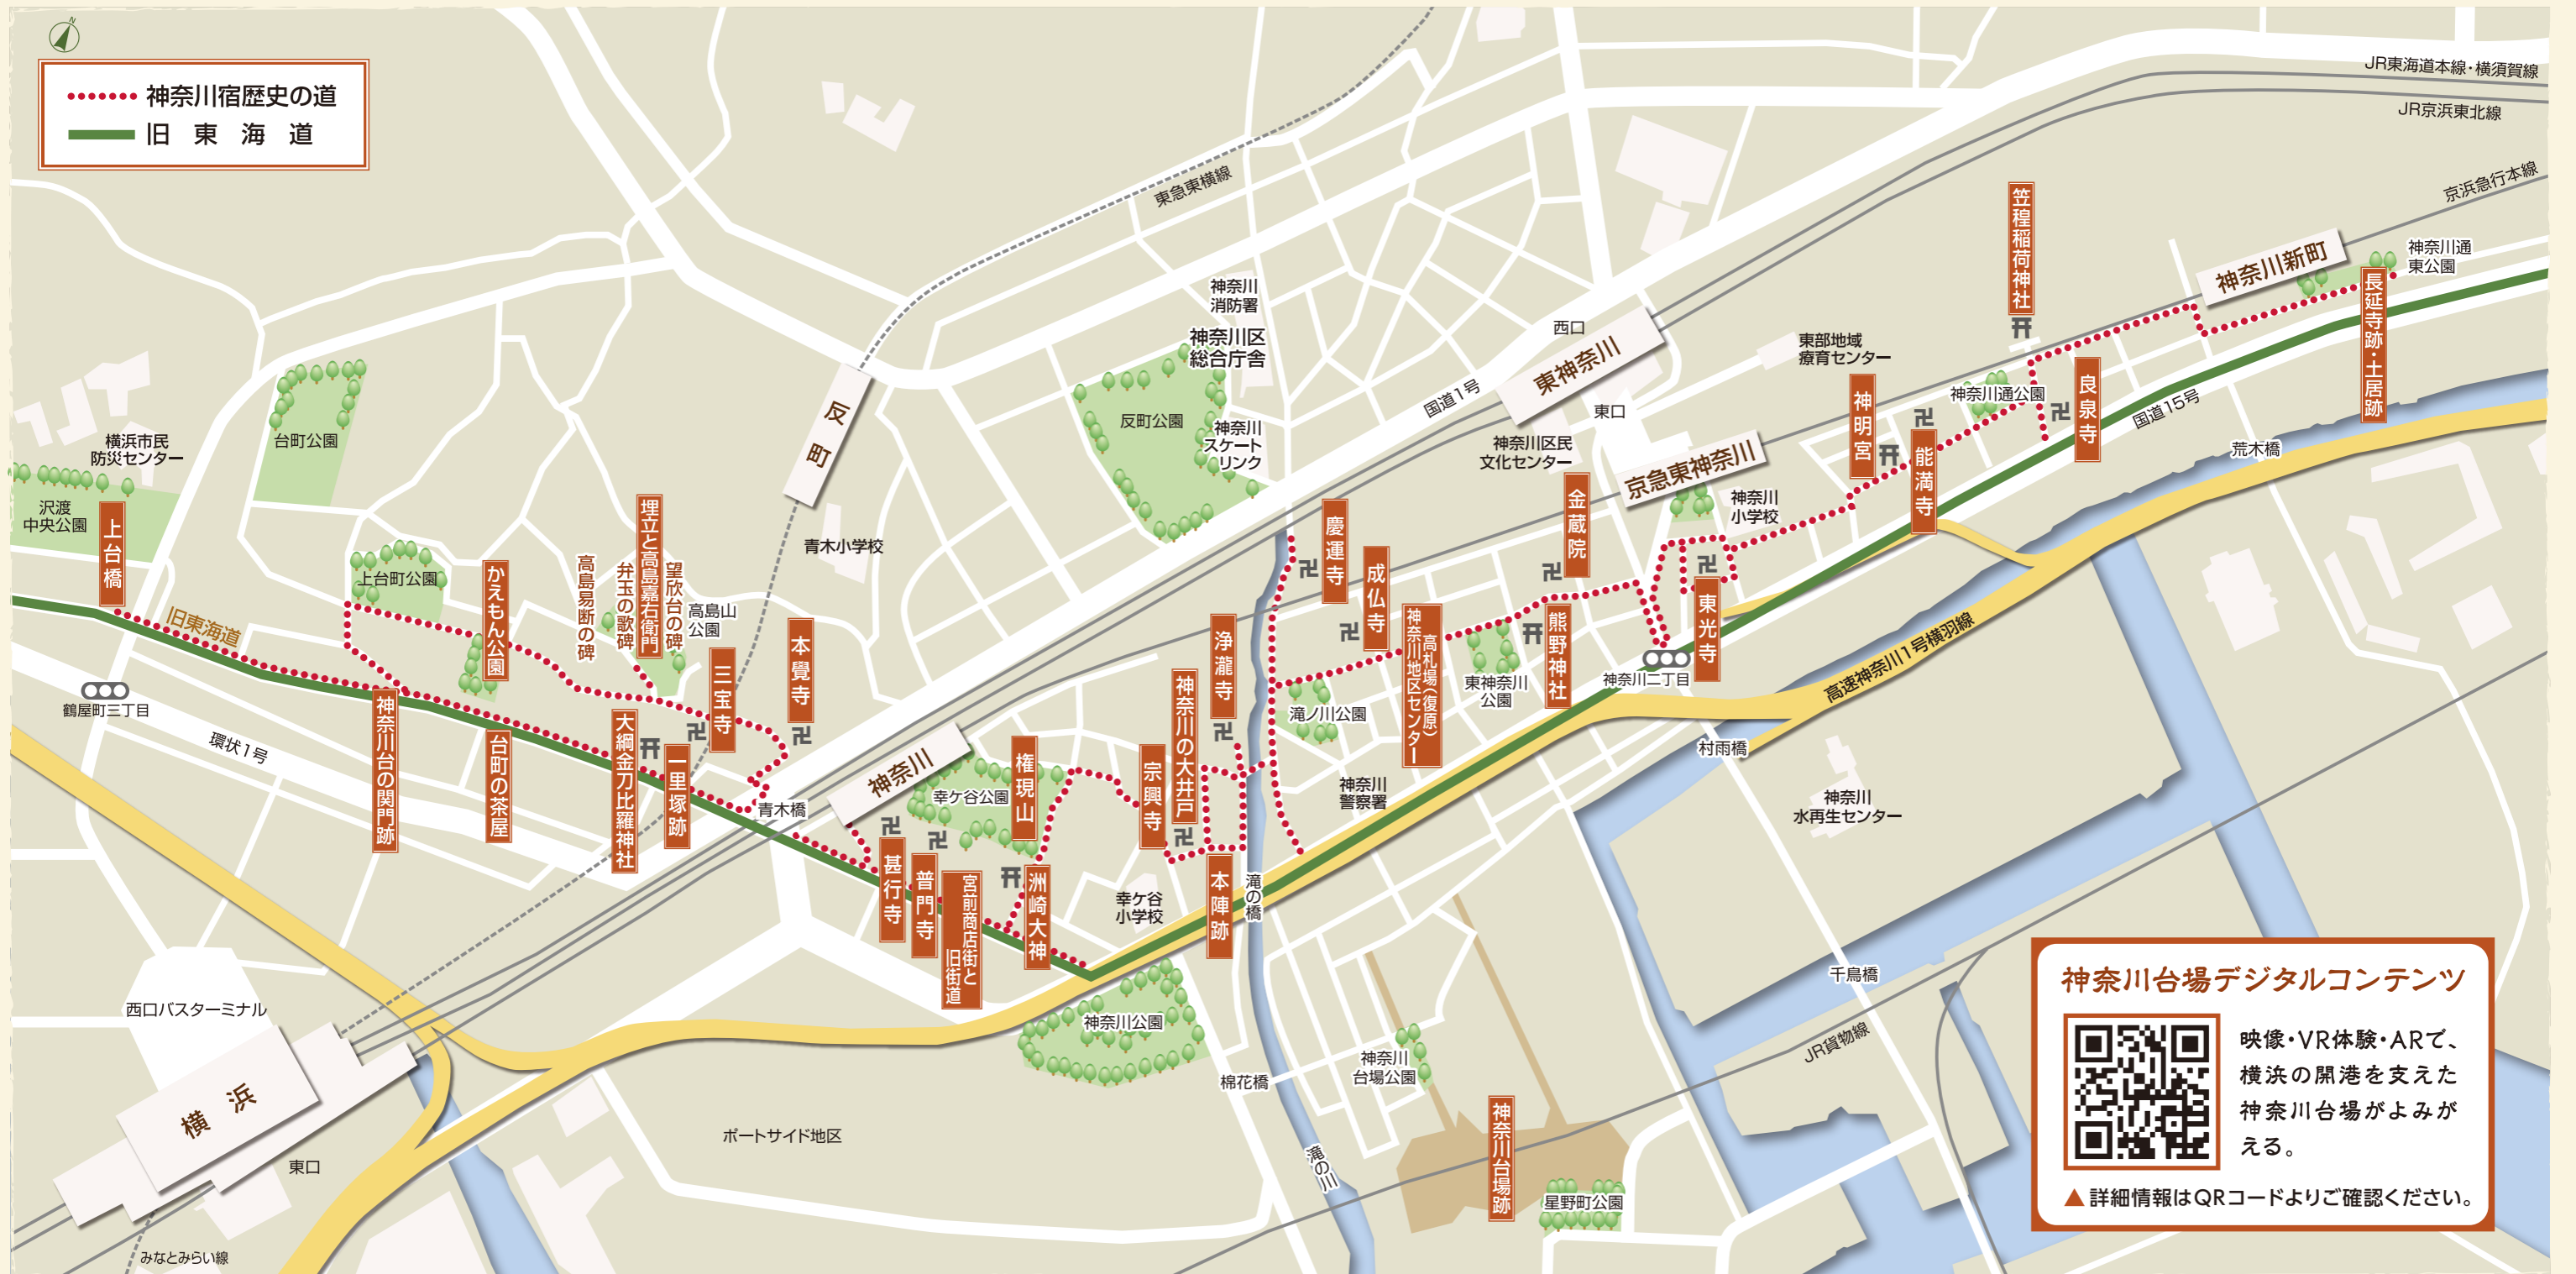 N
神奈川宿歴史の道
旧東海道
JR東海道本線・横須賀線
JR京浜東北線
京浜急行本線
東急東横線
笠䅣稲荷神社
神奈川新町
神奈川通
東公園
長延寺跡・土居跡
神奈川
消防署
神奈川区
総合庁舎
西口
東神奈川
東口
国道1号
東部地域
療育センター
神奈川通公園
良泉寺
国道15号
荒木橋
神明宮
能満寺
反町
反町公園
神奈川
スケート
リンク
神奈川区民
文化センター
京急東神奈川
金蔵院
神奈川
小学校
台町公園
横浜市民
防災センター
沢渡
中央公園
上台橋
旧東海道
上台町公園
かえもん公園
高島易断の碑
弁玉の歌碑
埋立と高島嘉右衛門
望欣台の碑
高島山
公園
青木小学校
本覺寺
三宝寺
慶運寺
成仏寺
浄瀧寺
神奈川の大井戸
高札場(復原)
神奈川地区センター
東神奈川
公園
熊野神社
東光寺
神奈川二丁目
高速神奈川1号横羽線
滝ノ川公園
村雨橋
鶴屋町三丁目
環状1号
神奈川台の関門跡
台町の茶屋
大綱金刀比羅神社
一里塚跡
青木橋
神奈川
幸ケ谷公園
権現山
宗興寺
神奈川
警察署
神奈川
水再生センター
甚行寺
普門寺
宮前商店街と
旧街道
洲崎大神
幸ケ谷
小学校
本陣跡
滝の橋
千鳥橋
西口バスターミナル
横浜
東口
みなとみらい線
ポートサイド地区
神奈川公園
棉花橋
滝の川
神奈川
台場公園
神奈川台場跡
星野町公園
JR貨物線
神奈川台場デジタルコンテンツ
映像・VR体験・ARで、
横浜の開港を支えた
神奈川台場がよみが
える。
▲詳細情報はQRコードよりご確認ください。